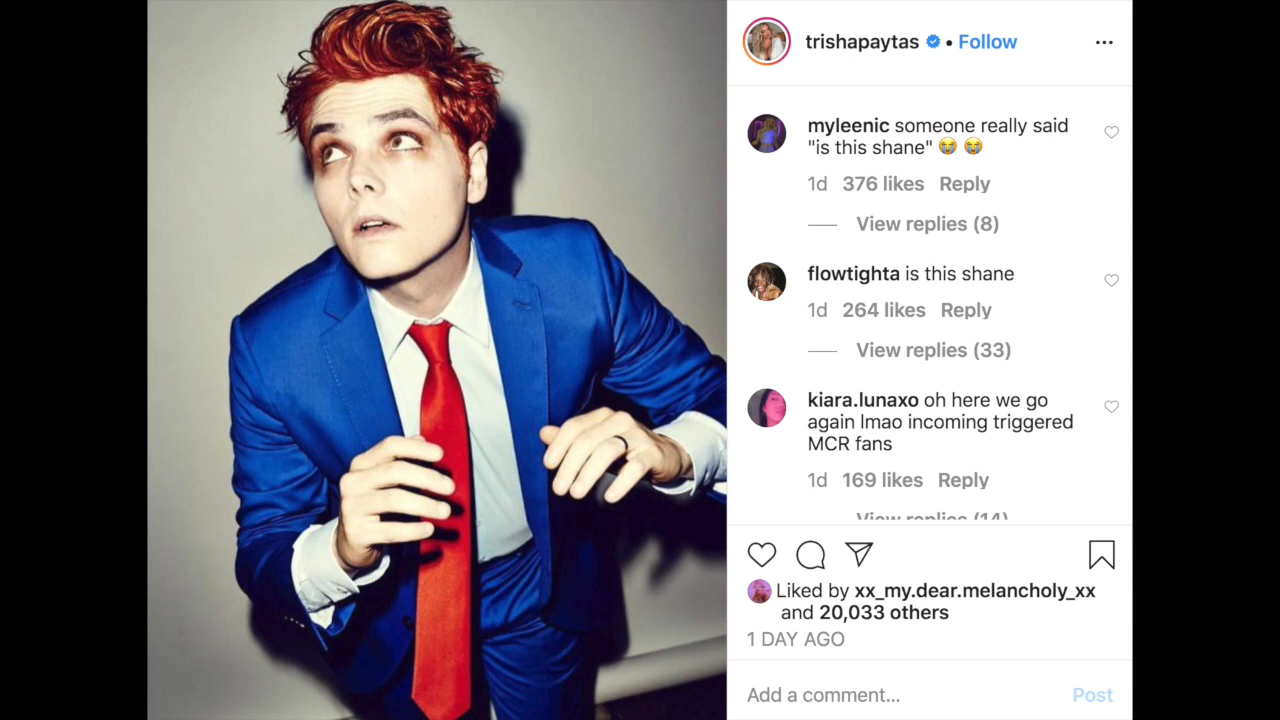 trishapaytas • Follow
myleenic someone really said
"is this shane" 😭 😭
1d 376 likes Reply
View replies (8)
flowtighta is this shane
1d 264 likes Reply
View replies (33)
kiara.lunaxo oh here we go
again lmao incoming triggered
MCR fans
1d 169 likes Reply
View replies (14)
Liked by xx_my.dear.melancholy_xx
and 20,033 others
1 DAY AGO
Add a comment... Post